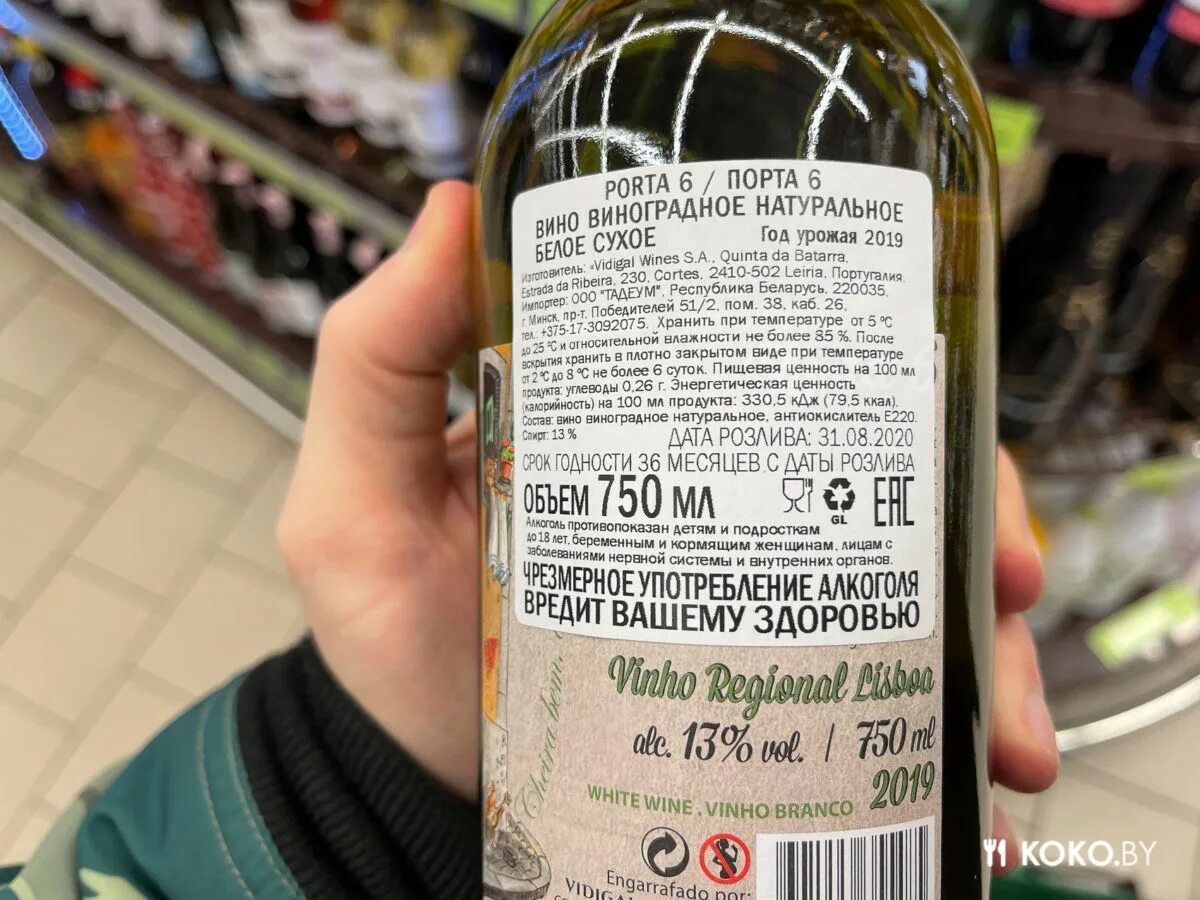 PORTA 6 / ПОРТА 6
ВИНО ВИНОГРАДНОЕ НАТУРАЛЬНОЕ
БЕЛОЕ СУХОЕ Год урожая 2019
Изготовитель: «Vidigal Wines S.A., Quinta da Batarra,
Estrada da Ribeira, 230, Cortes, 2410-502 Leiria, Португалия.
Импортер: ООО "ТАДЕУМ", Республика Беларусь, 220035,
г. Минск, пр-т. Победителей 51/2, пом. 38, каб. 26,
тел.: +375-17-3092075. Хранить при температуре от 5 °C
до 25 °C и относительной влажности не более 85 %. После
вскрытия хранить в плотно закрытом виде при температуре
от 2 °C до 8 °C не более 6 суток. Пищевая ценность на 100 мл
продукта: углеводы 0,26 г. Энергетическая ценность
(калорийность) на 100 мл продукта: 330,5 кДж (79,5 ккал).
Состав: вино виноградное натуральное, антиокислитель Е220.
Спирт: 13 % ДАТА РОЗЛИВА: 31.08.2020
СРОК ГОДНОСТИ 36 МЕСЯЦЕВ С ДАТЫ РОЗЛИВА
ОБЪЕМ 750 МЛ
GL
EAC
Алкоголь противопоказан детям и подросткам
до 18 лет, беременным и кормящим женщинам, лицам с
заболеваниями нервной системы и внутренних органов.
ЧРЕЗМЕРНОЕ УПОТРЕБЛЕНИЕ АЛКОГОЛЯ
ВРЕДИТ ВАШЕМУ ЗДОРОВЬЮ
Cheira bem,
Vinho Regional Lisboa
alc. 13% vol. / 750 ml
2019
WHITE WINE . VINHO BRANCO
Engarrafado por:
VIDIGAL
KOKO.BY